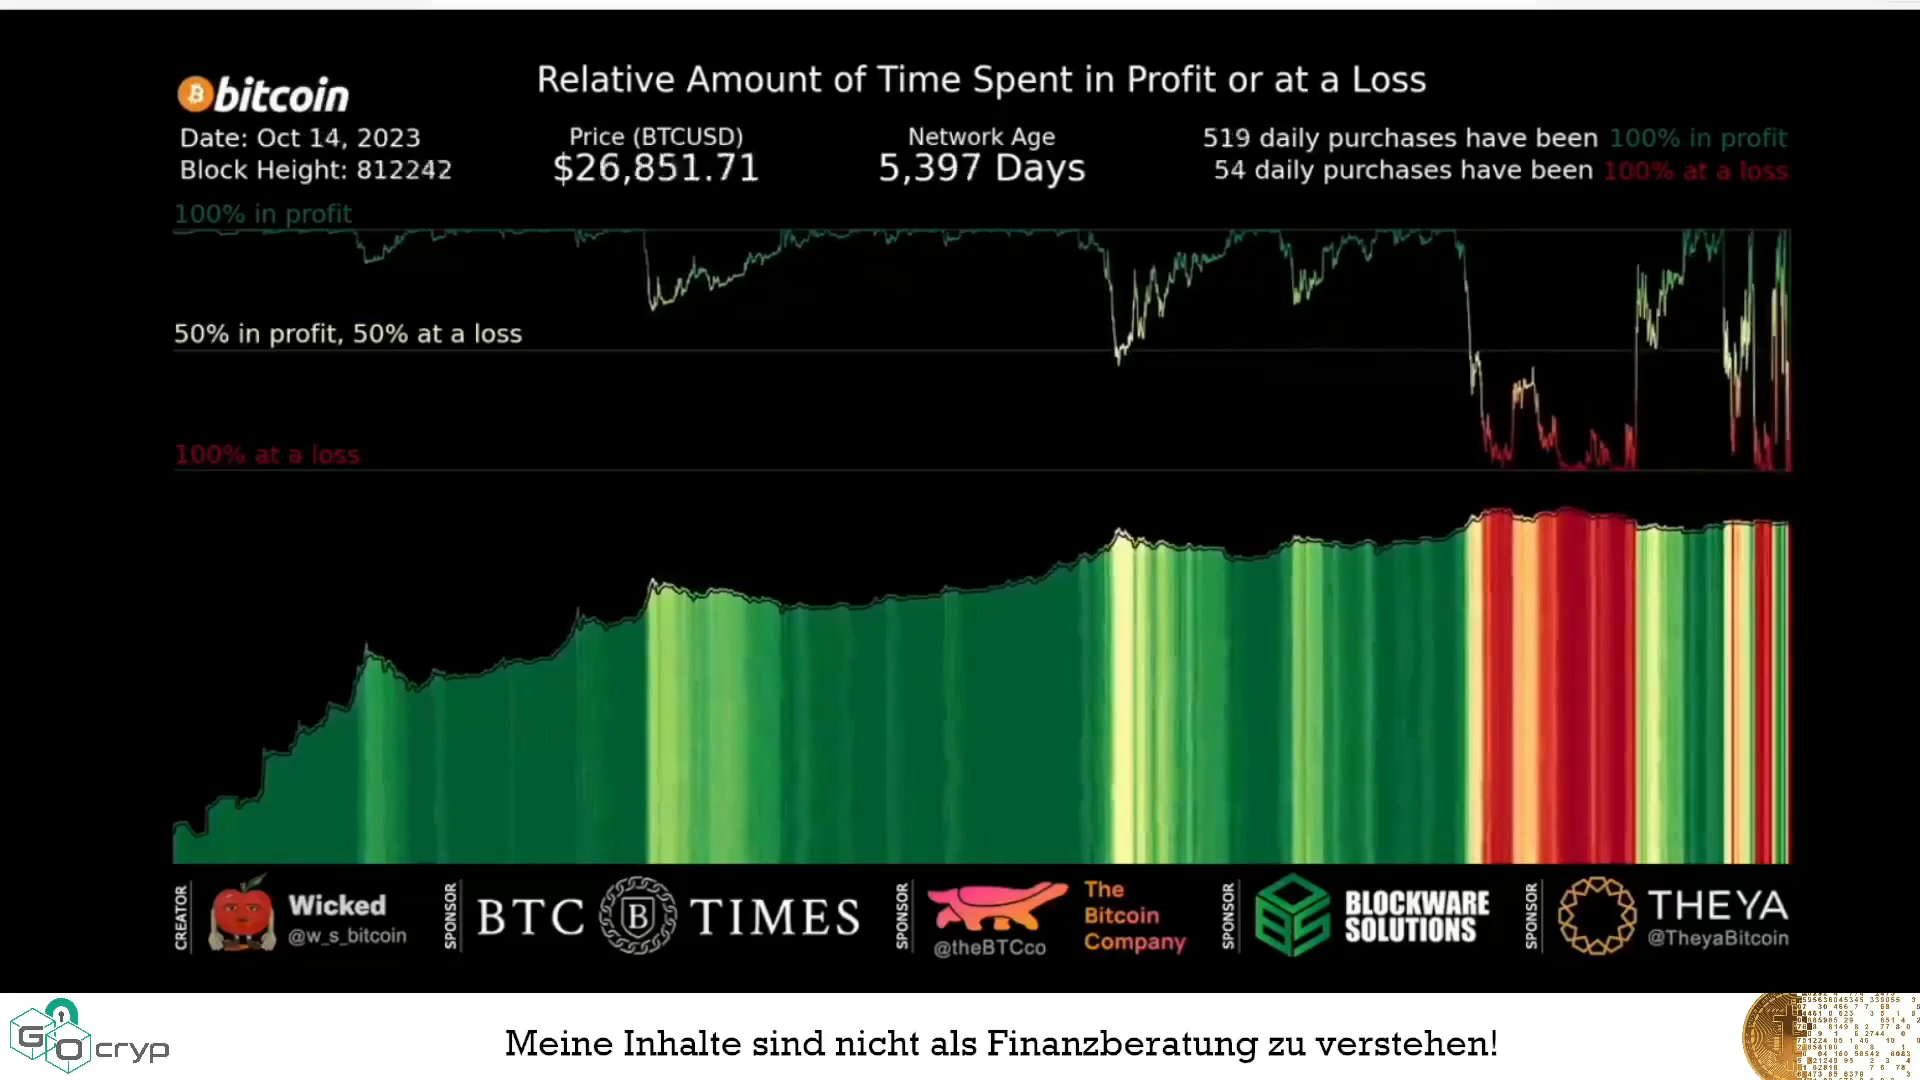 bitcoin
Relative Amount of Time Spent in Profit or at a Loss
Date: Oct 14, 2023
Block Height: 812242
Price (BTCUSD)
$26,851.71
Network Age
5,397 Days
519 daily purchases have been 100% in profit
54 daily purchases have been 100% at a loss
100% in profit
50% in profit, 50% at a loss
100% at a loss
CREATOR
Wicked
@w_s_bitcoin
SPONSOR
BTC B TIMES
SPONSOR
@theBTCco
The
Bitcoin
Company
SPONSOR
BLOCKWARE
SOLUTIONS
SPONSOR
THEYA
@TheyaBitcoin
GO cryp
Meine Inhalte sind nicht als Finanzberatung zu verstehen!